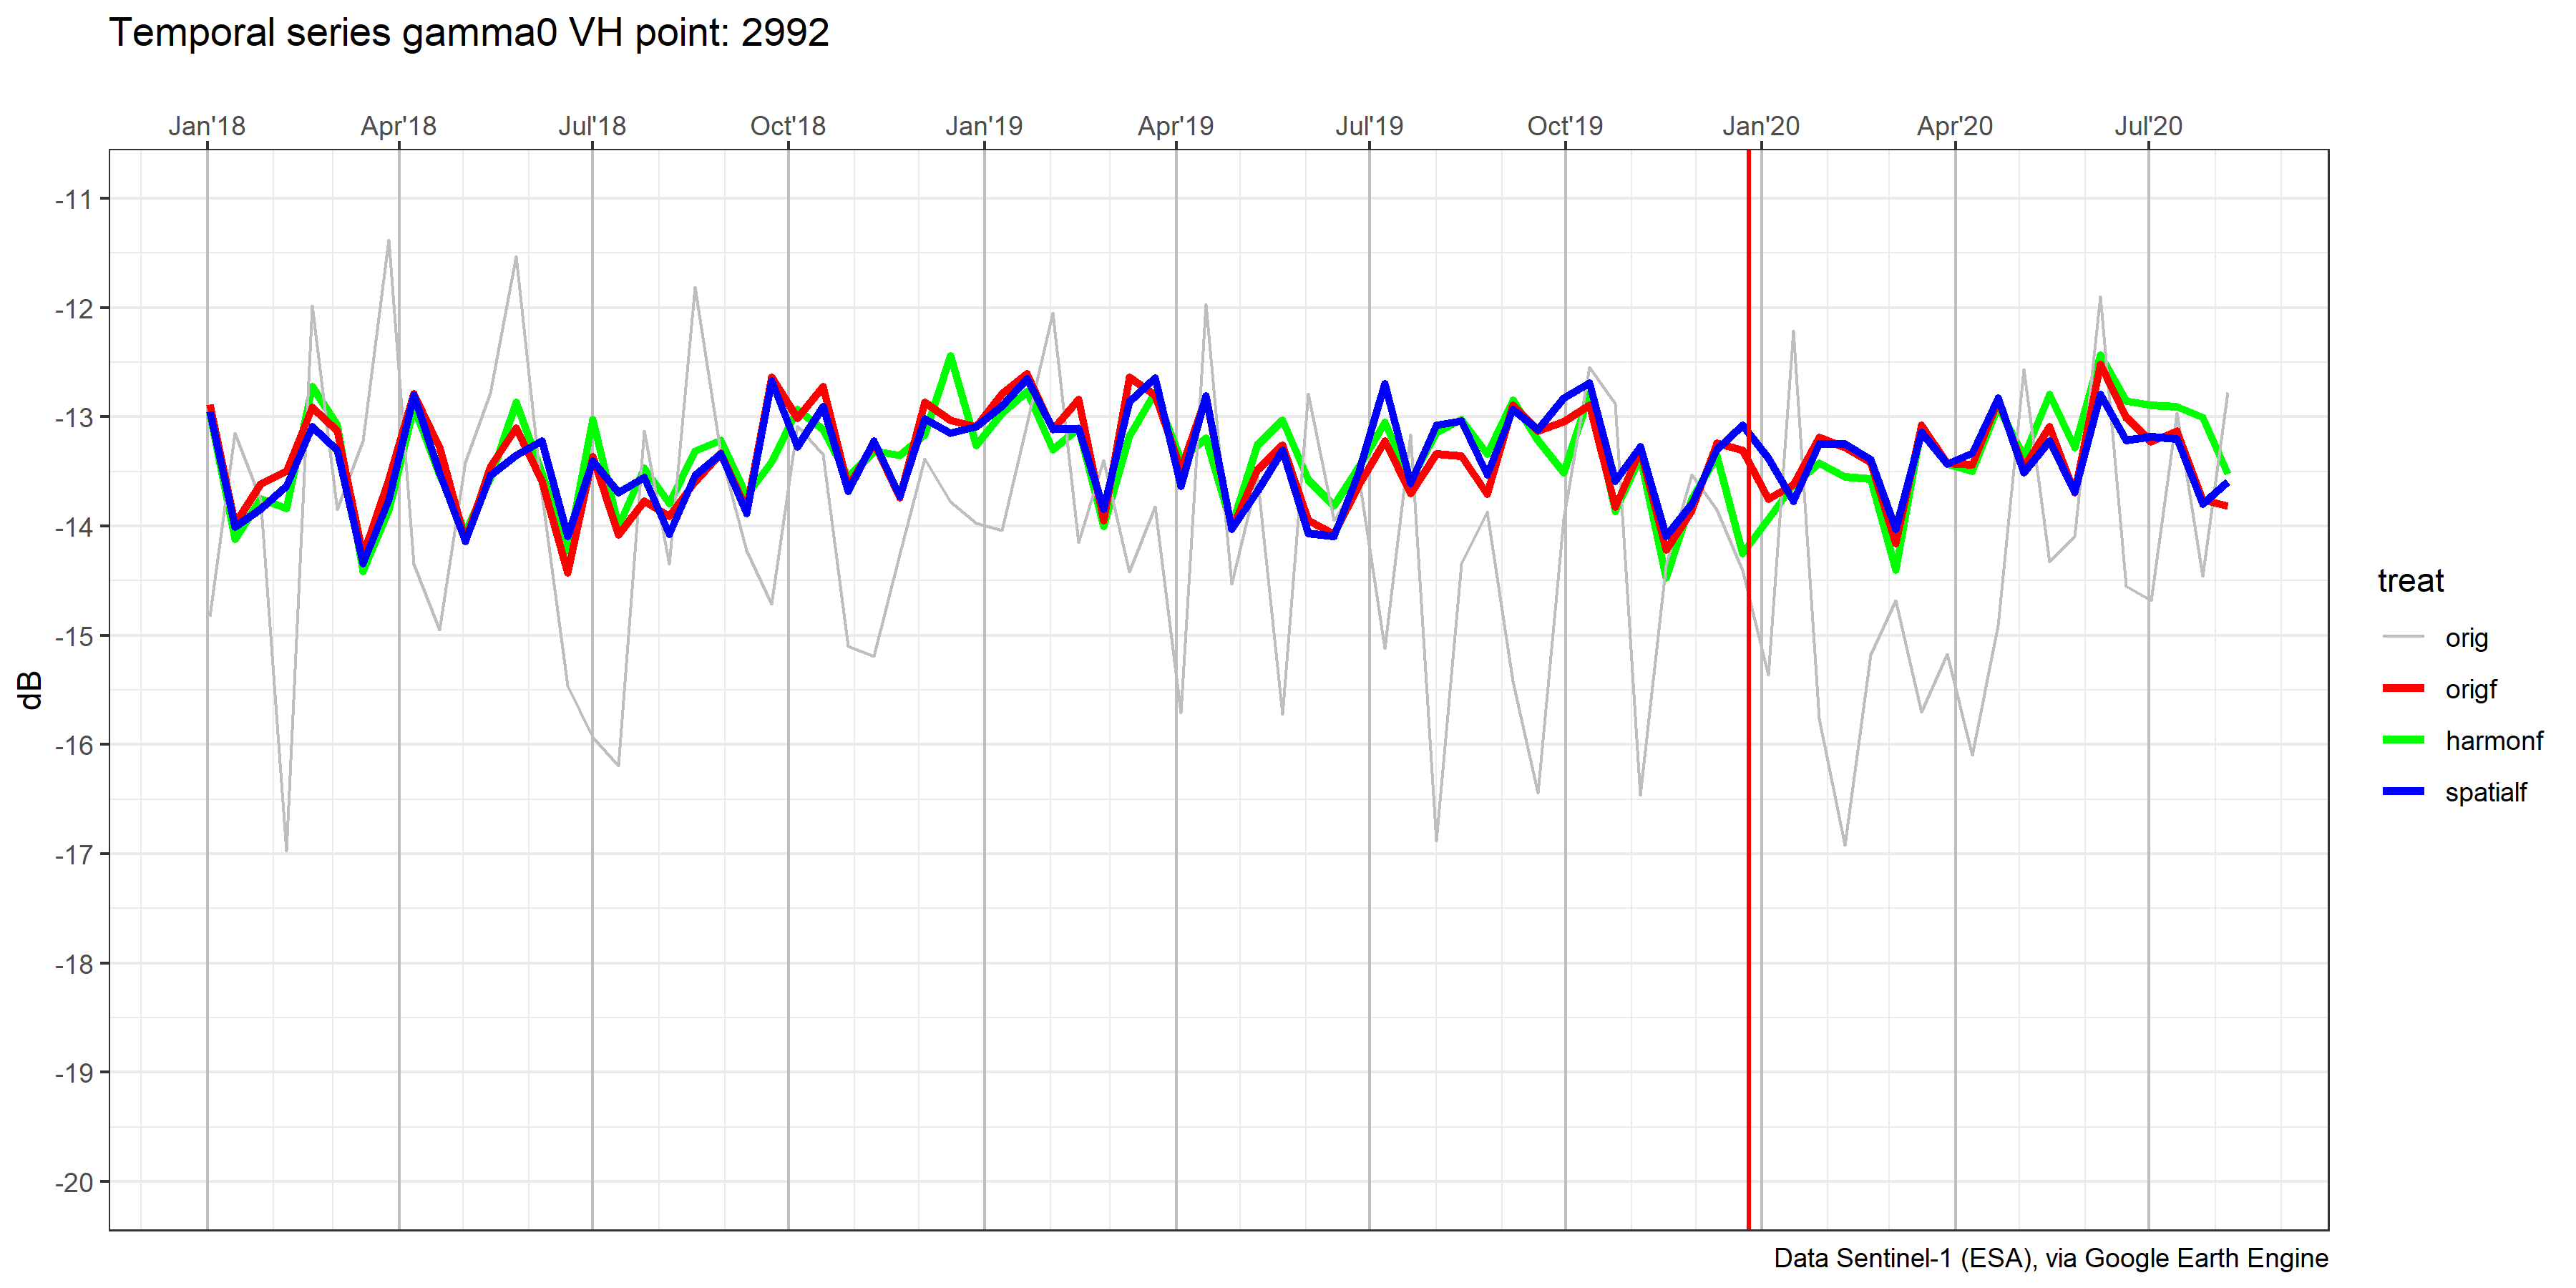 Temporal series gamma0 VH point: 2992
Jan'18 Apr'18 Jul'18 Oct'18 Jan'19 Apr'19 Jul'19 Oct'19 Jan'20 Apr'20 Jul'20
-11
-12
-13
-14
-15
-16
-17
-18
-19
-20
dB
treat
orig
origf
harmonf
spatialf
Data Sentinel-1 (ESA), via Google Earth Engine